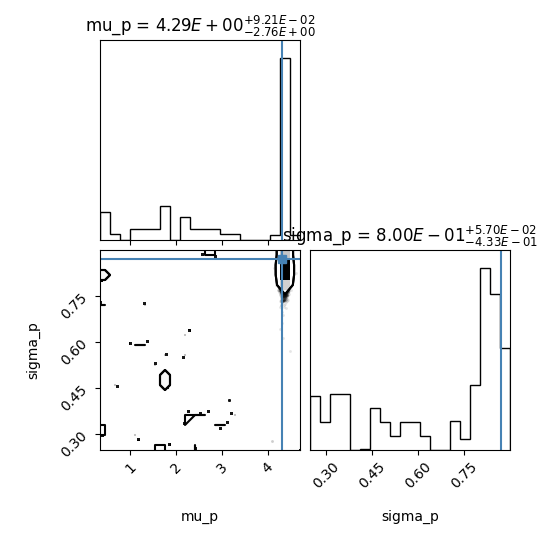 mu_p = 4.29E + 00+9.21E−02−2.76E+00
sigma_p = 8.00E − 01+5.70E−02−4.33E−01
sigma_p
0.75
0.60
0.45
0.30
1 2 3 4
0.30 0.45 0.60 0.75
mu_p
sigma_p